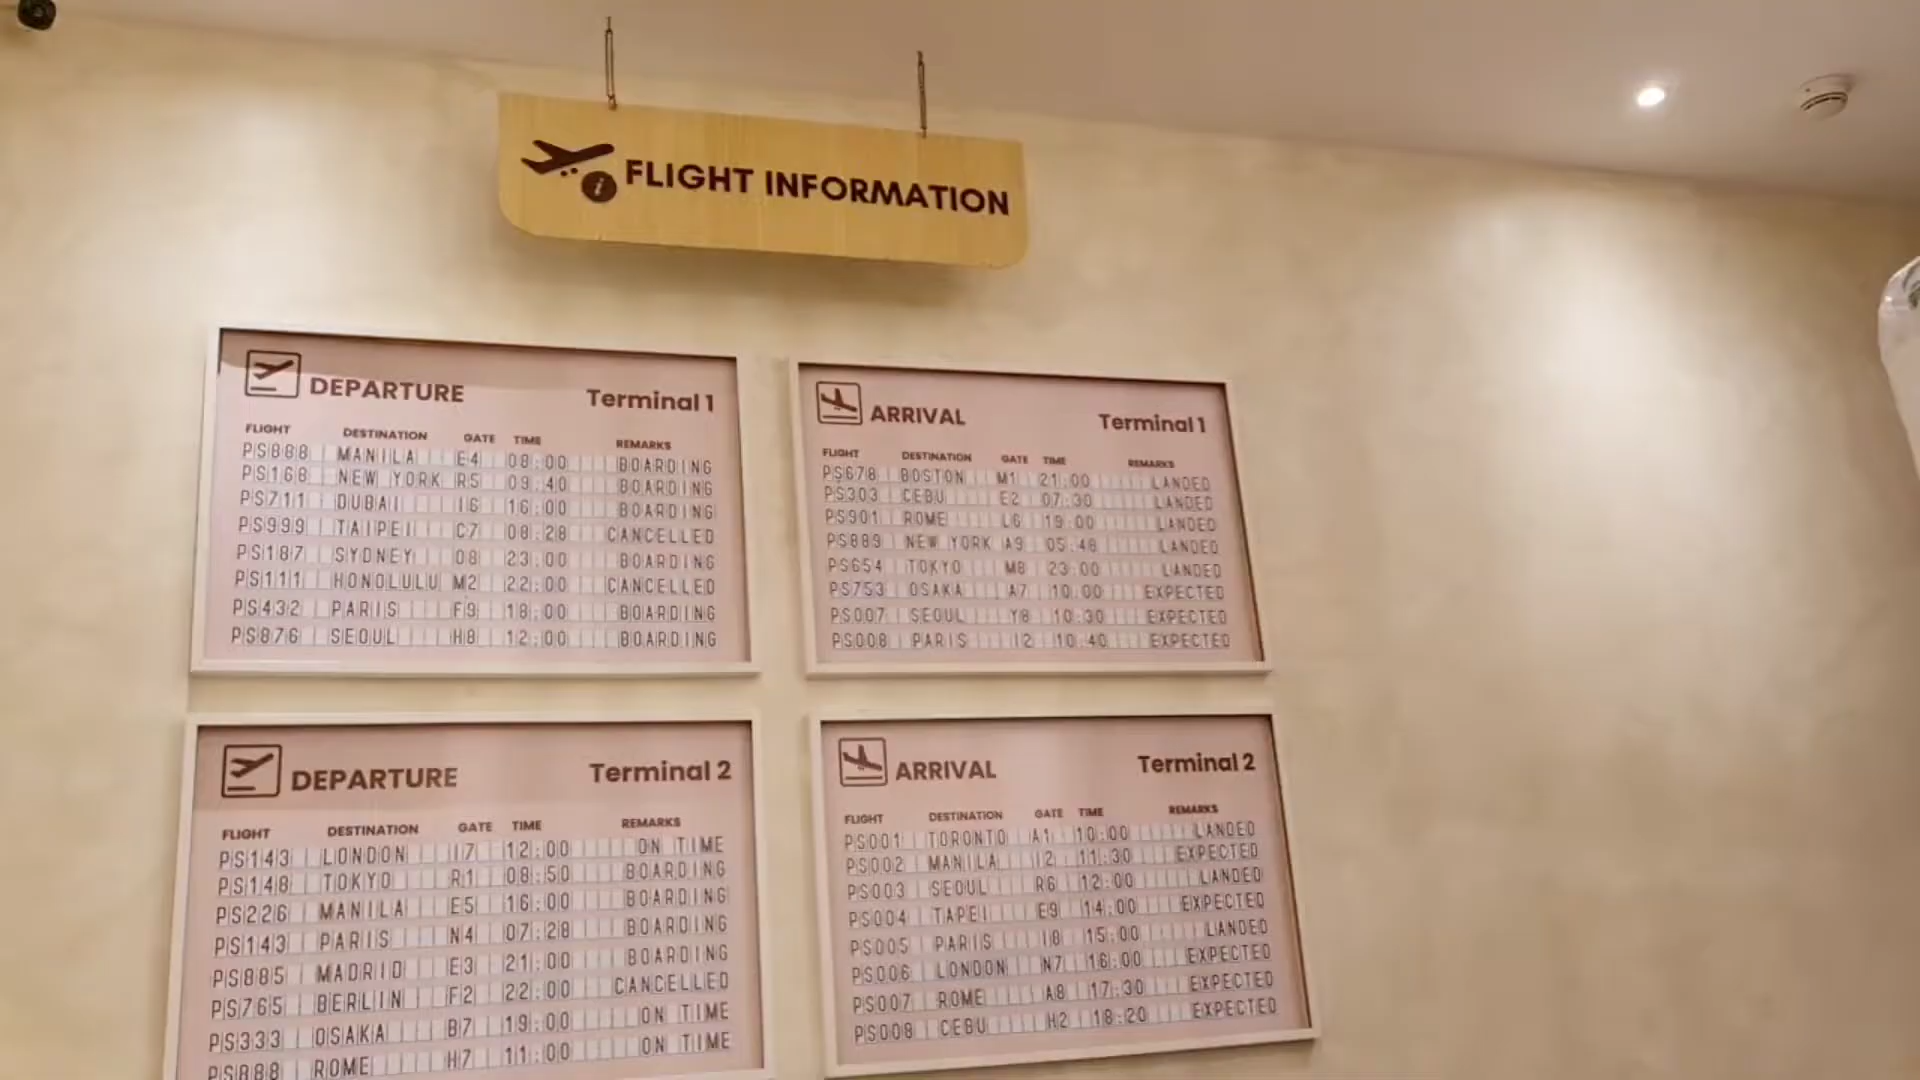 FLIGHT INFORMATION
DEPARTURE Terminal 1
FLIGHT DESTINATION GATE TIME REMARKS
PS888 MANILA E4 08:00 BOARDING
PS168 NEW YORK R5 09:40 BOARDING
PS711 DUBAI I6 16:00 BOARDING
PS999 TAIPEI C7 08:28 CANCELLED
PS187 SYDNEY 08 23:00 BOARDING
PS111 HONOLULU M2 22:00 CANCELLED
PS432 PARIS F9 18:00 BOARDING
PS876 SEOUL H8 12:00 BOARDING
ARRIVAL Terminal 1
FLIGHT DESTINATION GATE TIME REMARKS
PS678 BOSTON M1 21:00 LANDED
PS303 CEBU E2 07:30 LANDED
PS901 ROME L6 19:00 LANDED
PS889 NEW YORK A9 05:48 LANDED
PS654 TOKYO M8 23:00 LANDED
PS753 OSAKA A7 10:00 EXPECTED
PS007 SEOUL Y8 10:30 EXPECTED
PS008 PARIS I2 10:40 EXPECTED
DEPARTURE Terminal 2
FLIGHT DESTINATION GATE TIME REMARKS
PS143 LONDON I7 12:00 ON TIME
PS148 TOKYO R1 08:50 BOARDING
PS226 MANILA E5 16:00 BOARDING
PS143 PARIS N4 07:28 BOARDING
PS885 MADRID E3 21:00 BOARDING
PS765 BERLIN F2 22:00 CANCELLED
PS333 OSAKA B7 19:00 ON TIME
PS888 ROME H7 11:00 ON TIME
ARRIVAL Terminal 2
FLIGHT DESTINATION GATE TIME REMARKS
PS001 TORONTO A1 10:00 LANDED
PS002 MANILA I2 11:30 EXPECTED
PS003 SEOUL R6 12:00 LANDED
PS004 TAPEI E9 14:00 EXPECTED
PS005 PARIS I8 15:00 LANDED
PS006 LONDON N7 16:00 EXPECTED
PS007 ROME A8 17:30 EXPECTED
PS008 CEBU H2 18:20 EXPECTED